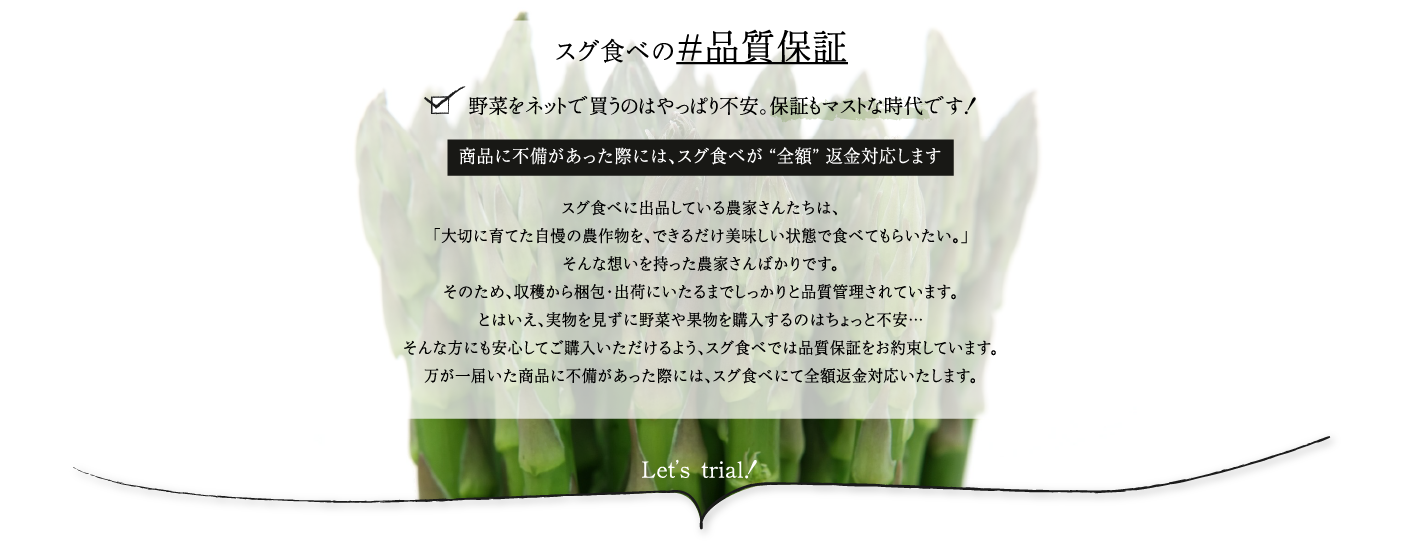 スグ食べの#品質保証
野菜をネットで買うのはやっぱり不安。保証もマストな時代です!
商品に不備があった際には、スグ食べが “全額” 返金対応します
スグ食べに出品している農家さんたちは、
「大切に育てた自慢の農作物を、できるだけ美味しい状態で食べてもらいたい。」
そんな想いを持った農家さんばかりです。
そのため、収穫から梱包・出荷にいたるまでしっかりと品質管理されています。
とはいえ、実物を見ずに野菜や果物を購入するのはちょっと不安…
そんな方にも安心してご購入いただけるよう、スグ食べでは品質保証をお約束しています。
万が一届いた商品に不備があった際には、スグ食べにて全額返金対応いたします。
Let's trial!